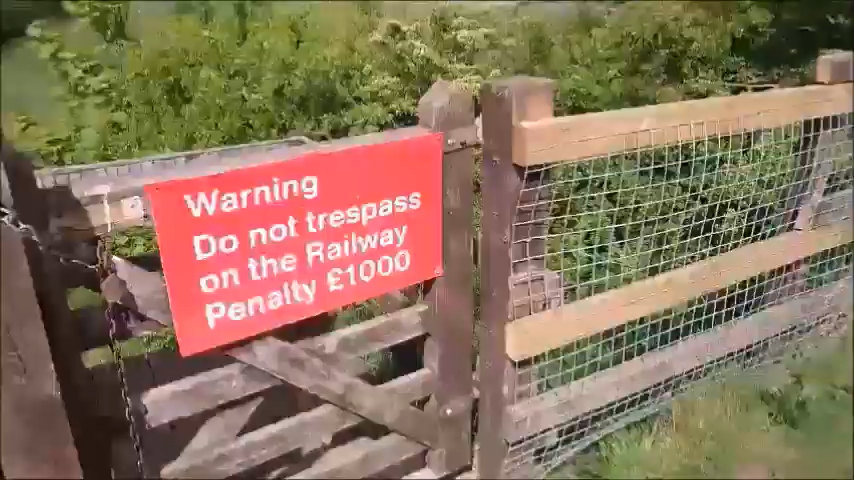 Warning
Do not trespass
on the Railway
Penalty £1000